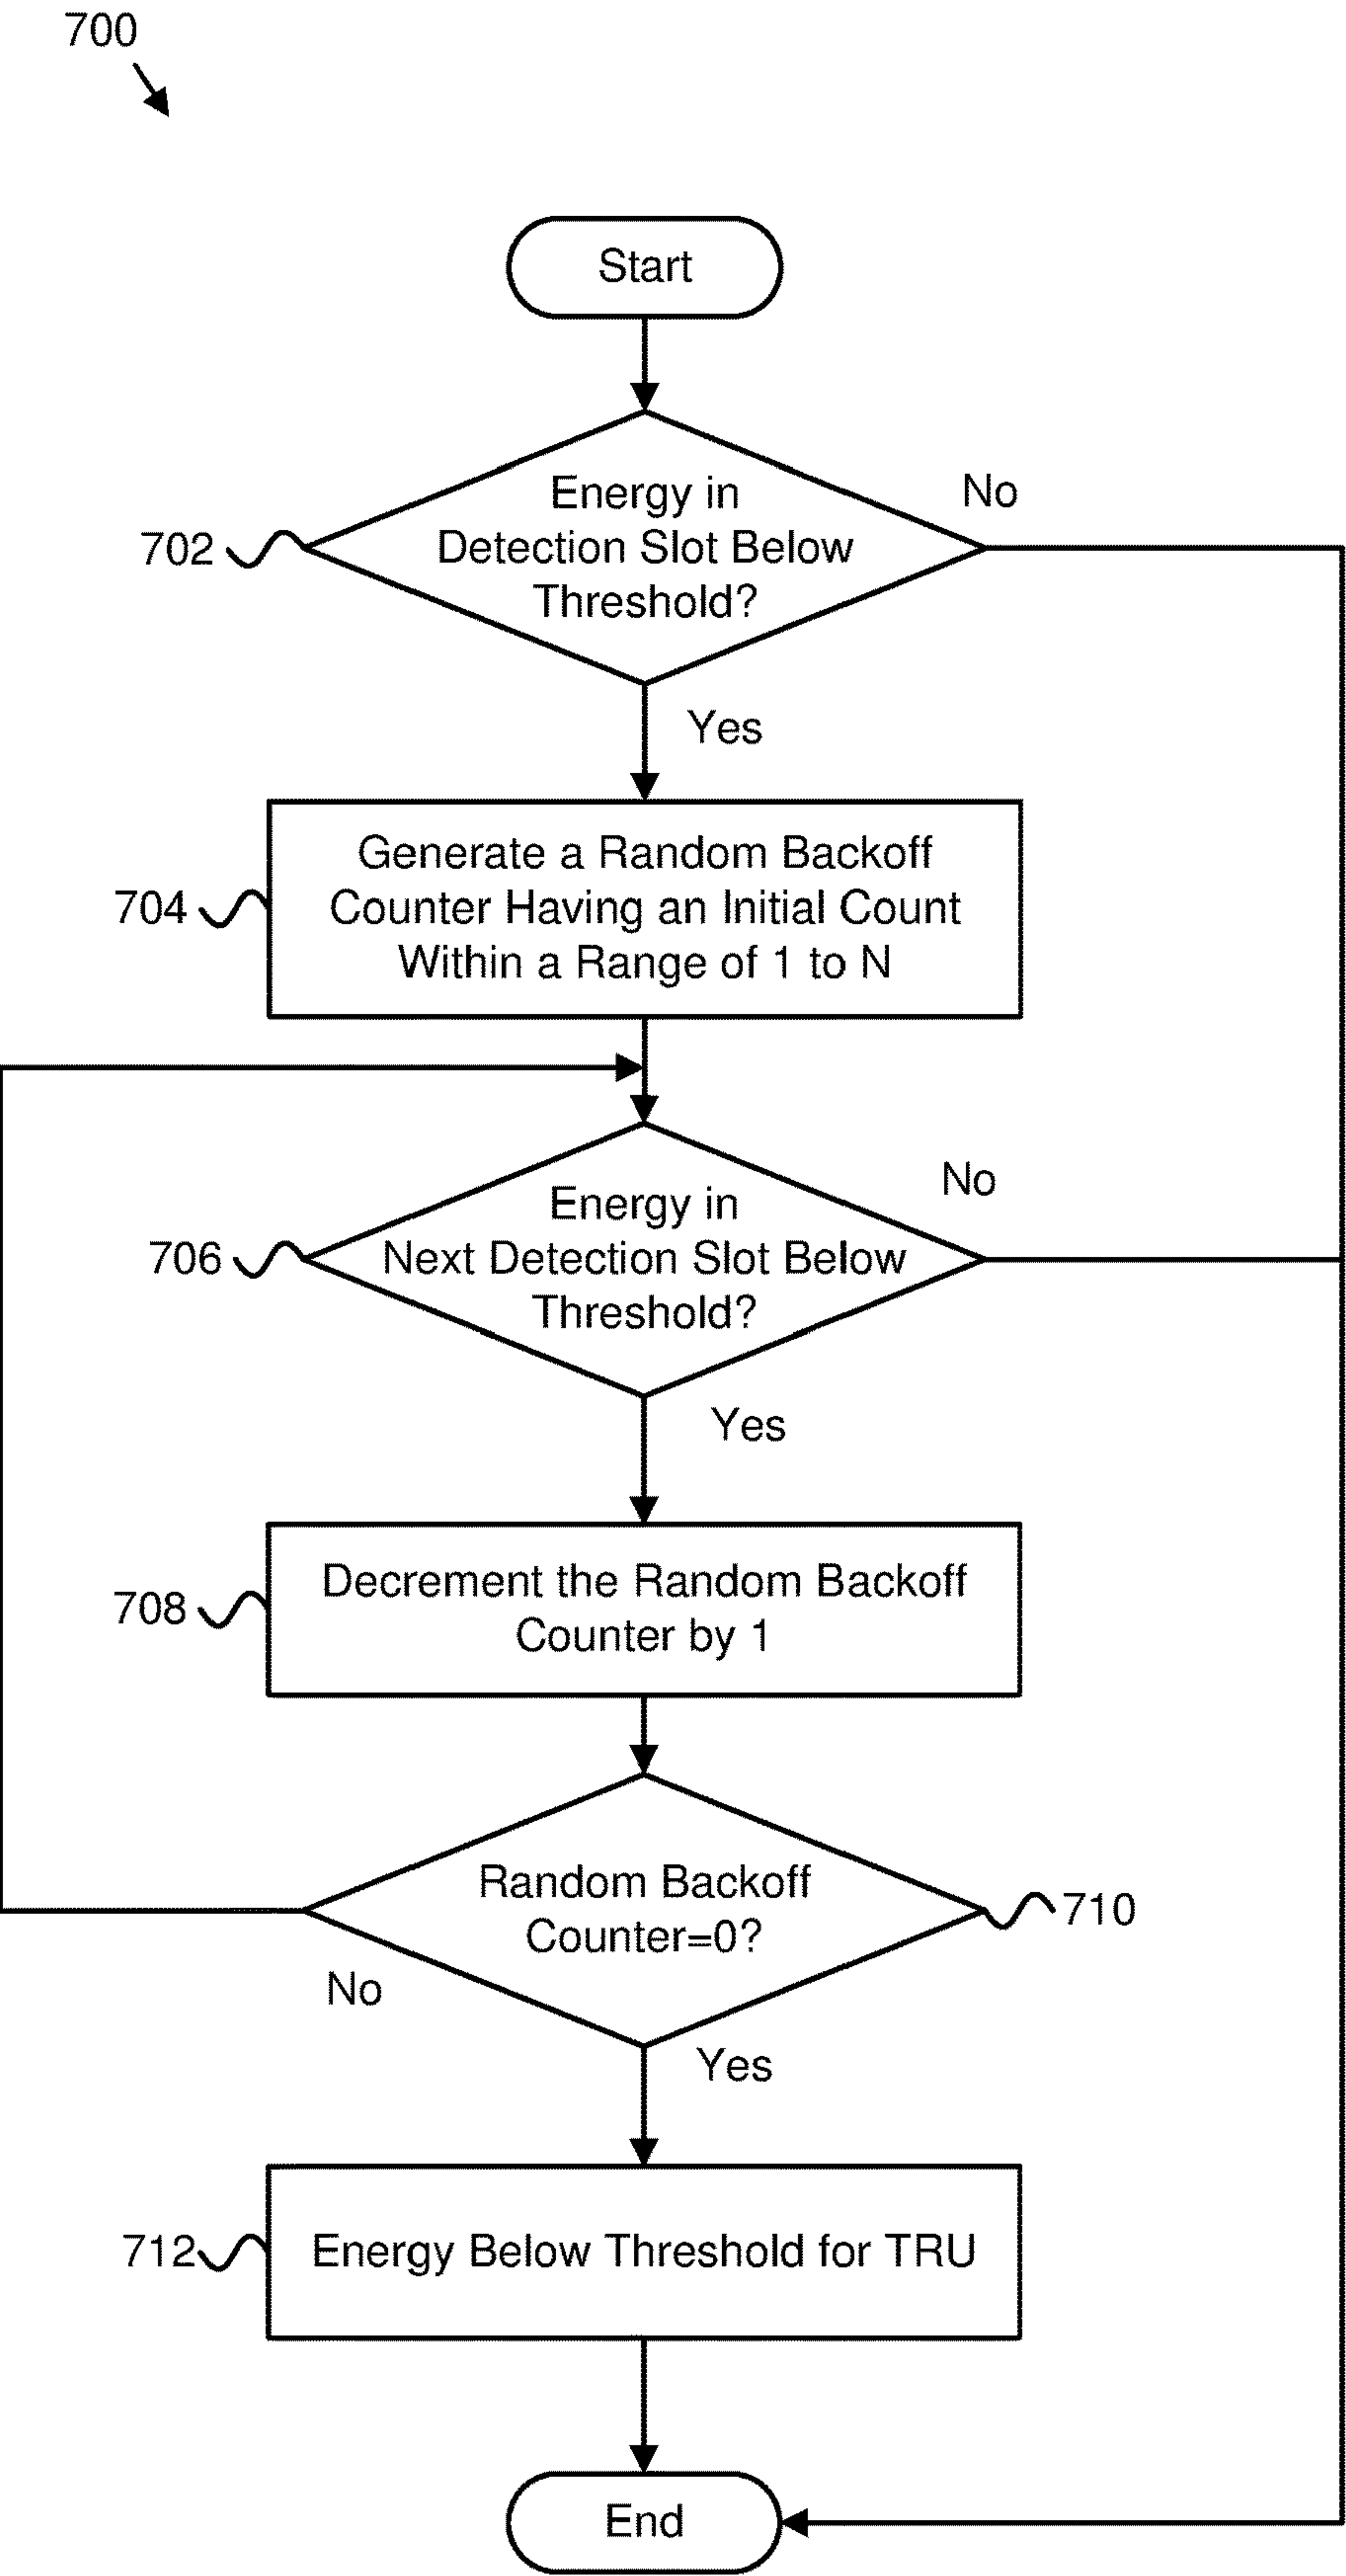 700
Start
Energy in
Detection Slot Below
Threshold?
No
702
Yes
Generate a Random Backoff
Counter Having an Initial Count
Within a Range of 1 to N
704
Energy in
Next Detection Slot Below
Threshold?
No
706
Yes
Decrement the Random Backoff
Counter by 1
708
Random Backoff
Counter=0?
710
No
Yes
712
Energy Below Threshold for TRU
End